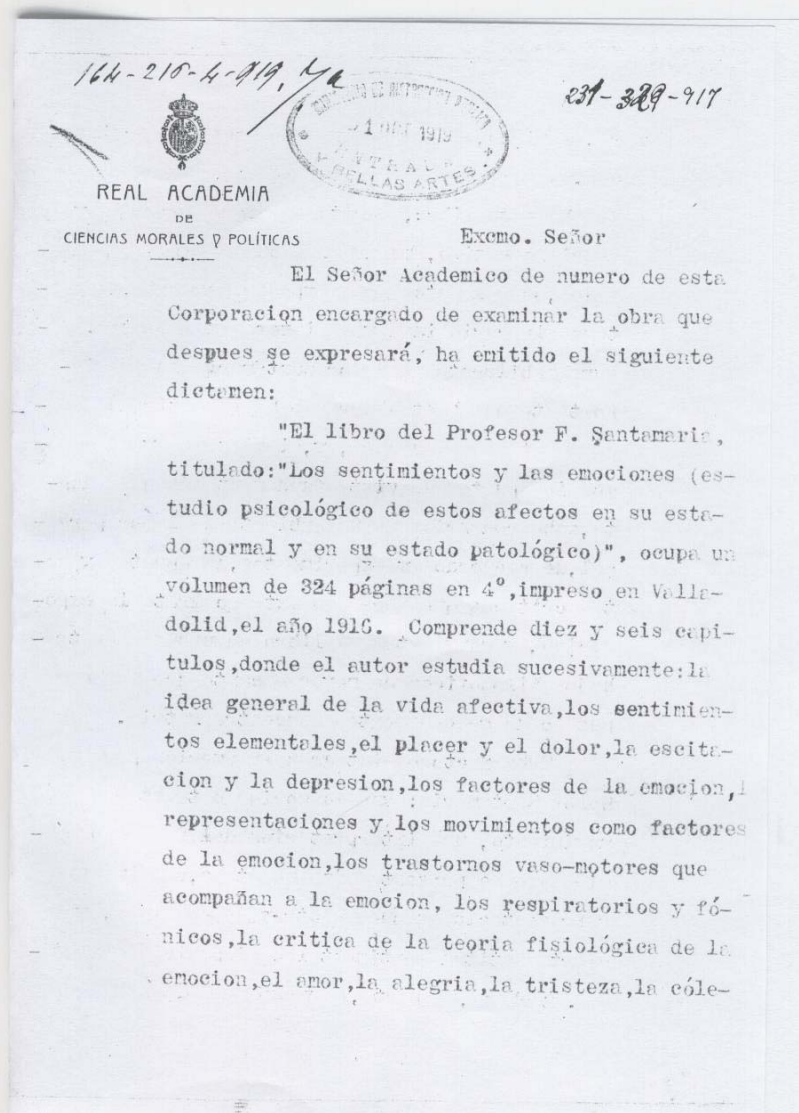 164-216-4-919,
231-329-917
1919
BELLAS ARTES
REAL ACADEMIA
DE
CIENCIAS MORALES Y POLÍTICAS
Excmo. Señor
El Señor Academico de numero de esta
Corporacion encargado de examinar la obra que
despues se expresará, ha emitido el siguiente
dictamen:
"El libro del Profesor F. Santamaria,
titulado:"Los sentimientos y las emociones (es-
tudio psicológico de estos afectos en su esta-
do normal y en su estado patológico)", ocupa un
volumen de 324 páginas en 4º,impreso en Valla-
dolid,el año 1916. Comprende diez y seis capi-
tulos,donde el autor estudia sucesivamente:la
idea general de la vida afectiva,los sentimien-
tos elementales,el placer y el dolor,la escita-
cion y la depresion,los factores de la emocion,
representaciones y los movimientos como factores
de la emocion,los trastornos vaso-motores que
acompañan a la emocion, los respiratorios y fó-
nicos,la critica de la teoria fisiológica de la
emocion,el amor,la alegria,la tristeza,la cóle-